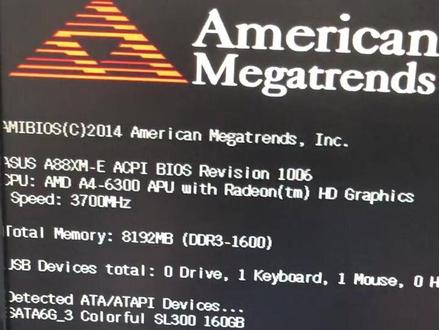 American
Megatrends
AMIBIOS(C)2014 American Megatrends, Inc.
ASUS A88XM-E ACPI BIOS Revision 1006
CPU: AMD A4-6300 APU with Radeon(tm) HD Graphics
Speed: 3700MHz
Total Memory: 8192MB (DDR3-1600)
USB Devices total: 0 Drive, 1 Keyboard, 1 Mouse, 0 H
Detected ATA/ATAPI Devices...
SATA6G_3 Colorful SL300 160GB